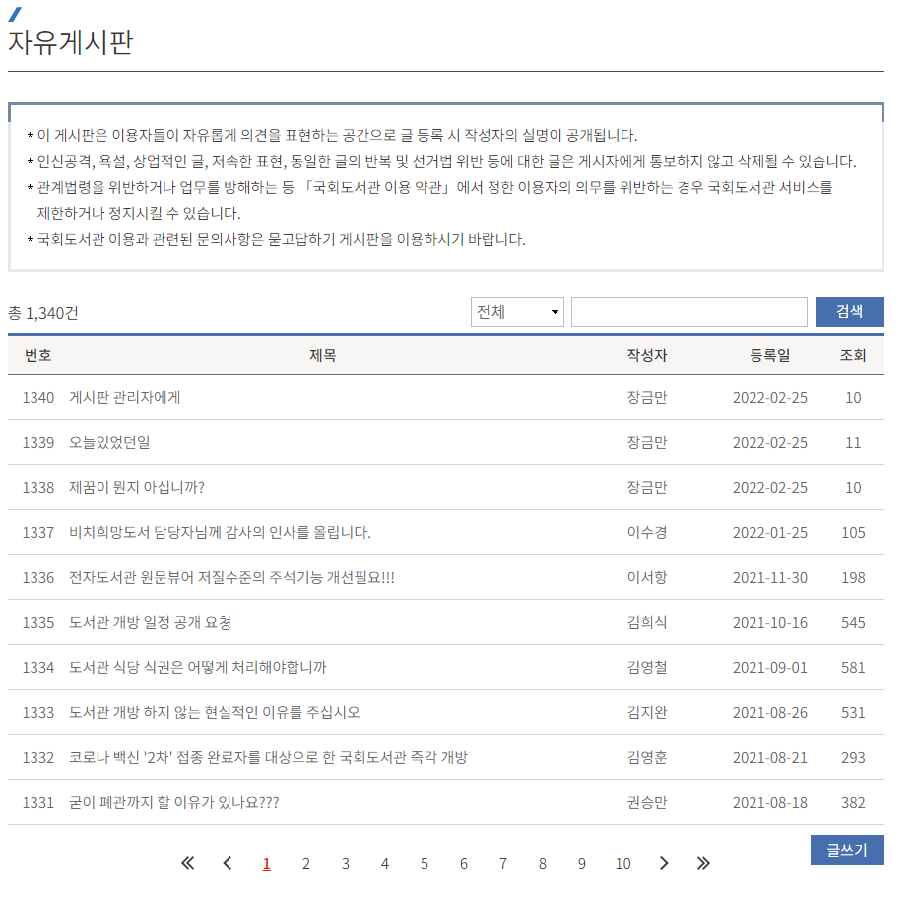 자유게시판
* 이 게시판은 이용자들이 자유롭게 의견을 표현하는 공간으로 글 등록 시 작성자의 실명이 공개됩니다.
* 인신공격, 욕설, 상업적인 글, 저속한 표현, 동일한 글의 반복 및 선거법 위반 등에 대한 글은 게시자에게 통보하지 않고 삭제될 수 있습니다.
* 관계법령을 위반하거나 업무를 방해하는 등 「국회도서관 이용 약관」에서 정한 이용자의 의무를 위반하는 경우 국회도서관 서비스를
제한하거나 정지시킬 수 있습니다.
* 국회도서관 이용과 관련된 문의사항은 묻고답하기 게시판을 이용하시기 바랍니다.
총 1,340건 전체 검색
번호 제목 작성자 등록일 조회
1340 게시판 관리자에게 장금만 2022-02-25 10
1339 오늘있었던일 장금만 2022-02-25 11
1338 제꿈이 뭔지 아십니까? 장금만 2022-02-25 10
1337 비치희망도서 담당자님께 감사의 인사를 올립니다. 이수경 2022-01-25 105
1336 전자도서관 원문뷰어 저질수준의 주석기능 개선필요!!! 이서항 2021-11-30 198
1335 도서관 개방 일정 공개 요청 김희식 2021-10-16 545
1334 도서관 식당 식권은 어떻게 처리해야합니까 김영철 2021-09-01 581
1333 도서관 개방 하지 않는 현실적인 이유를 주십시오 김지완 2021-08-26 531
1332 코로나 백신 '2차' 접종 완료자를 대상으로 한 국회도서관 즉각 개방 김영훈 2021-08-21 293
1331 굳이 폐관까지 할 이유가 있나요??? 권승만 2021-08-18 382
글쓰기
1 2 3 4 5 6 7 8 9 10